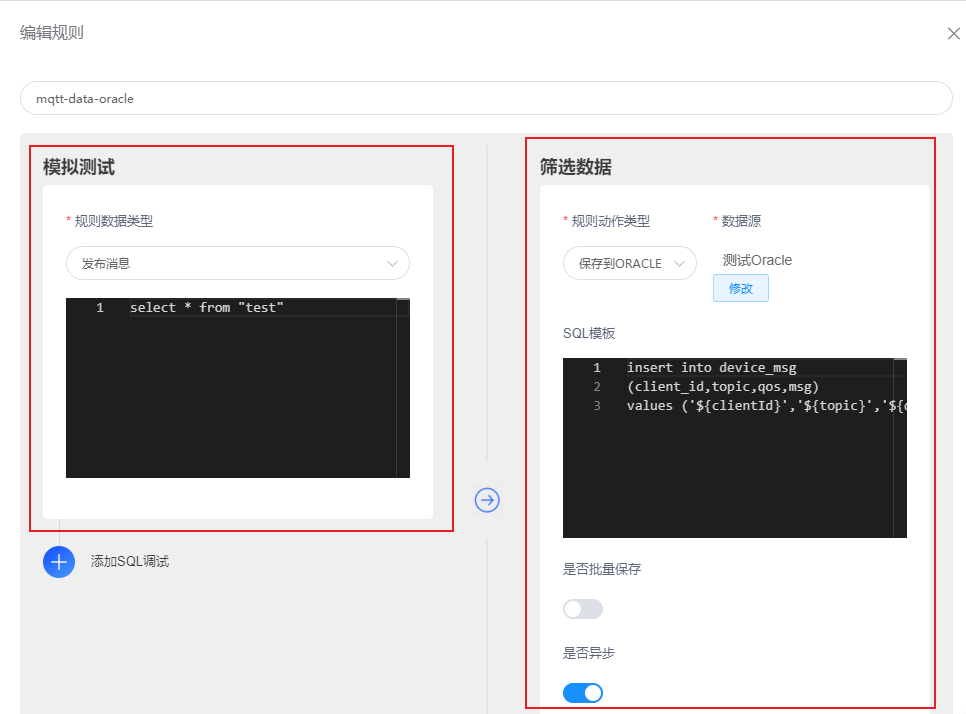 编辑规则
mqtt-data-oracle
模拟测试
* 规则数据类型
发布消息
1 select * from "test"
添加SQL调试
筛选数据
* 规则动作类型 * 数据源
保存到ORACLE 测试Oracle
修改
SQL模板
1 insert into device_msg
2 (client_id,topic,qos,msg)
3 values ('${clientId}','${topic}','${
是否批量保存
是否异步